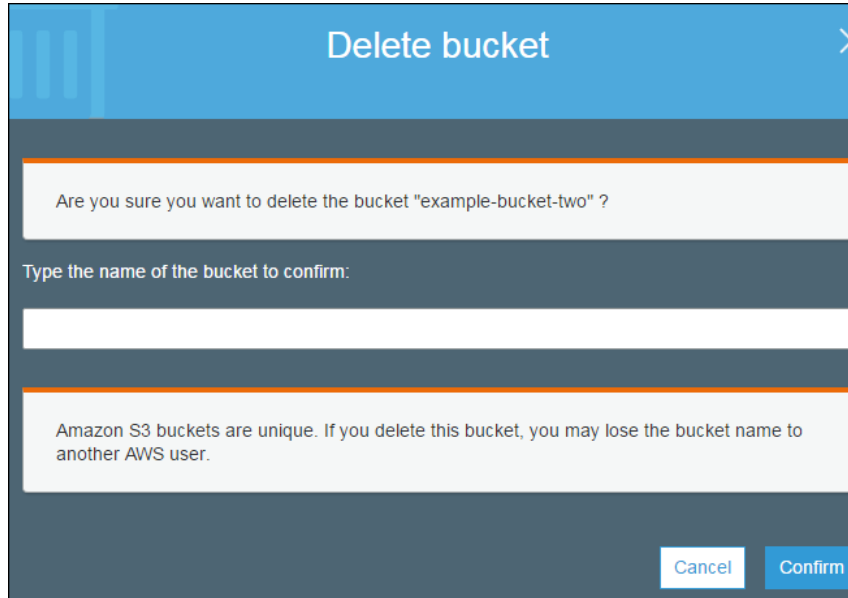 Delete bucket
Are you sure you want to delete the bucket "example-bucket-two" ?
Type the name of the bucket to confirm:
Amazon S3 buckets are unique. If you delete this bucket, you may lose the bucket name to
another AWS user.
Cancel
Confirm